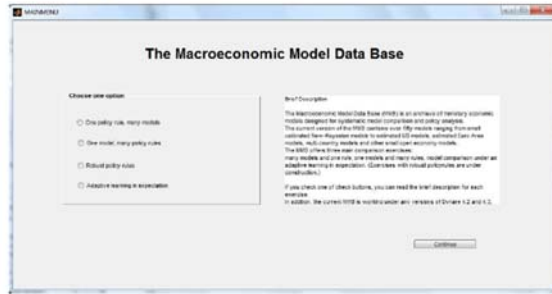 MAINMENU
The Macroeconomic Model Data Base
Choose one option
One policy rule, many models
One model, many policy rules
Robust policy rules
Adaptive learning in expectation
Brief Description
The Macroeconomic Model Data Base (MMB) is an archive of monetary economic
models designed for systematic model comparison and policy analysis.
The current version of the MMB contains over fifty models ranging from small
calibrated New-Keynesian models to estimated US models, estimated Euro Area
models, multi-country models and other small open economy models.
The MMB offers three main comparison exercises:
many models and one rule, one models and many rules, model comparison under an
adaptive learning in expectation. (Exercises with robust policyrules are under
construction.)
If you check one of check buttons, you can read the brief description for each
exercise
In addition, the current MMB is working under any versions of Dynare 4.2 and 4.3.
Continue